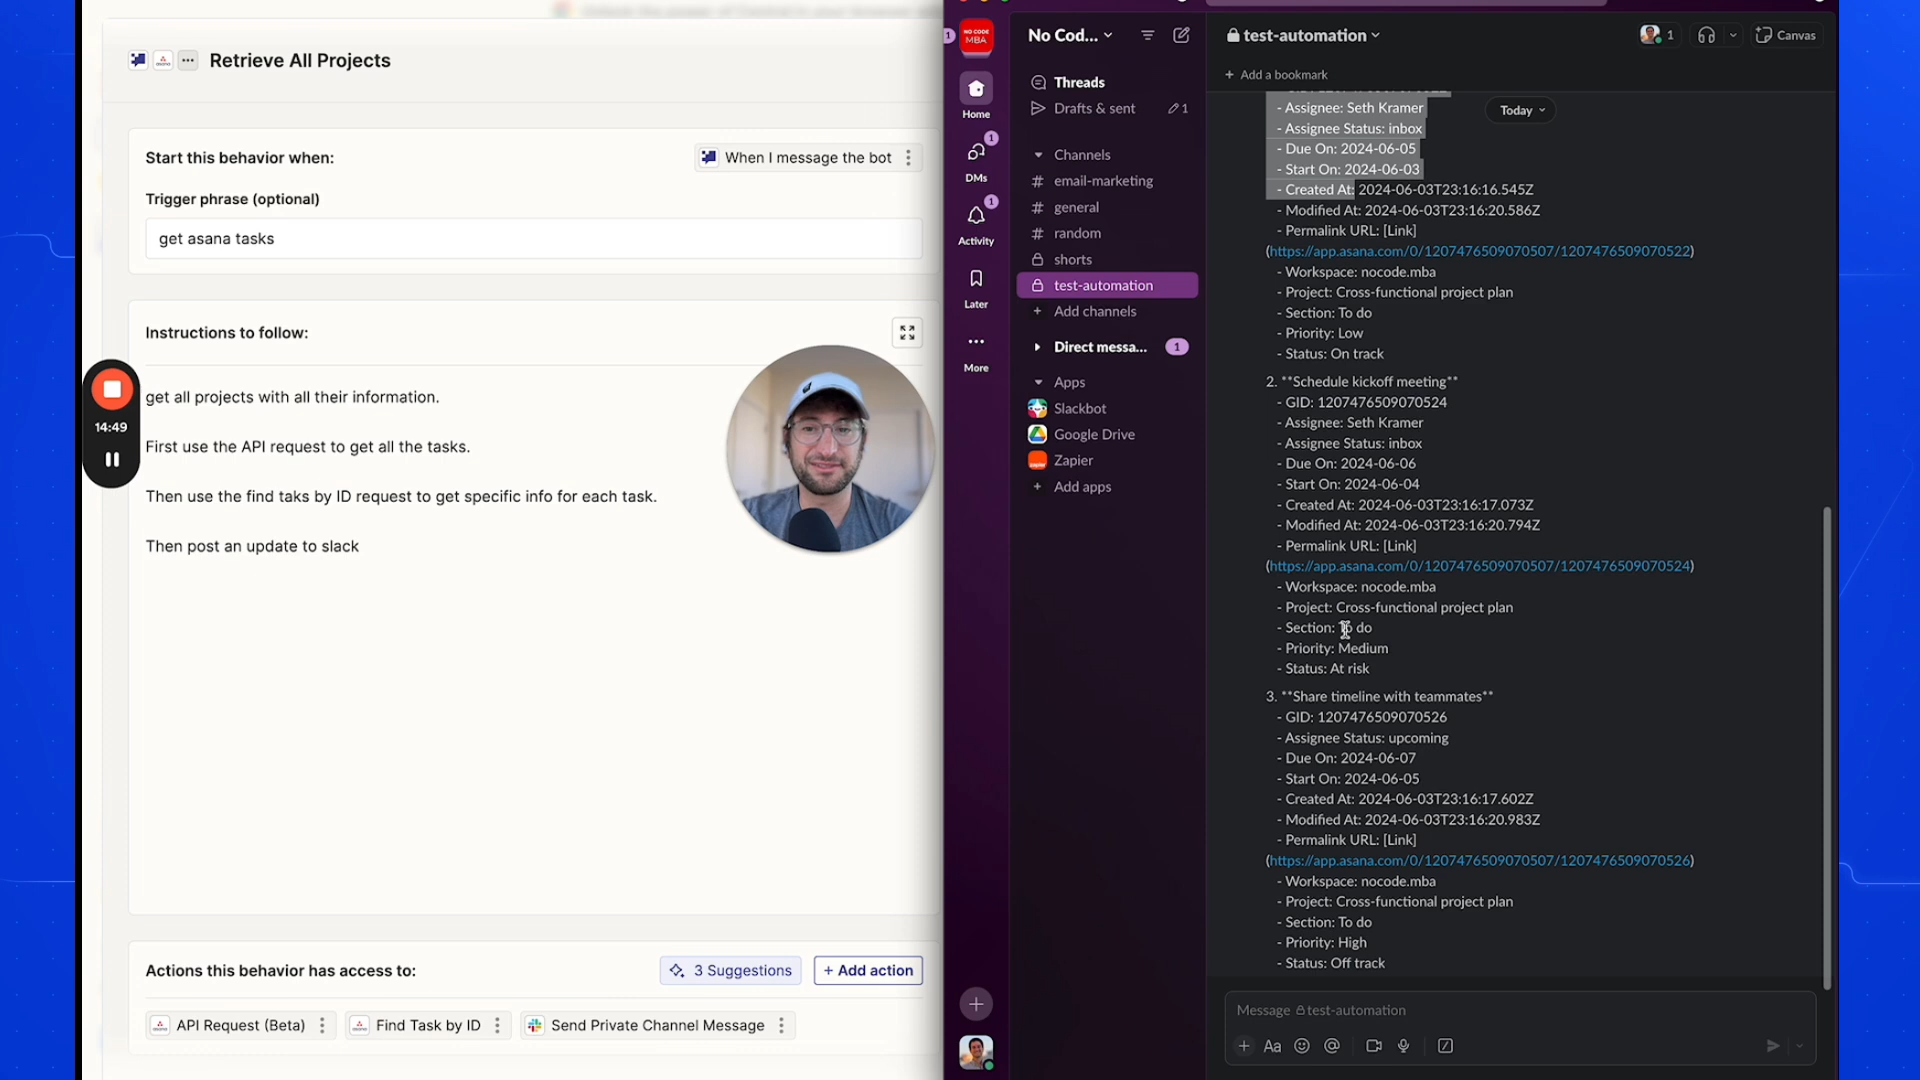 Retrieve All Projects
Start this behavior when:
When I message the bot
Trigger phrase (optional)
get asana tasks
Instructions to follow:
get all projects with all their information.
First use the API request to get all the tasks.
Then use the find taks by ID request to get specific info for each task.
Then post an update to slack
14:49
Actions this behavior has access to:
3 Suggestions
+ Add action
API Request (Beta)
Find Task by ID
Send Private Channel Message
1
NO CODE
MBA
Home
1
DMs
1
Activity
Later
More
No Cod...
Threads
Drafts & sent
1
Channels
# email-marketing
# general
# random
shorts
test-automation
+ Add channels
Direct messa...
1
Apps
Slackbot
Google Drive
Zapier
+ Add apps
test-automation
1
Canvas
+ Add a bookmark
Today
- Assignee: Seth Kramer
- Assignee Status: inbox
- Due On: 2024-06-05
- Start On: 2024-06-03
- Created At: 2024-06-03T23:16:16.545Z
- Modified At: 2024-06-03T23:16:20.586Z
- Permalink URL: [Link]
(https://app.asana.com/0/1207476509070507/1207476509070522)
- Workspace: nocode.mba
- Project: Cross-functional project plan
- Section: To do
- Priority: Low
- Status: On track
2. **Schedule kickoff meeting**
- GID: 1207476509070524
- Assignee: Seth Kramer
- Assignee Status: inbox
- Due On: 2024-06-06
- Start On: 2024-06-04
- Created At: 2024-06-03T23:16:17.073Z
- Modified At: 2024-06-03T23:16:20.794Z
- Permalink URL: [Link]
(https://app.asana.com/0/1207476509070507/1207476509070524)
- Workspace: nocode.mba
- Project: Cross-functional project plan
- Section: To do
- Priority: Medium
- Status: At risk
3. **Share timeline with teammates**
- GID: 1207476509070526
- Assignee Status: upcoming
- Due On: 2024-06-07
- Start On: 2024-06-05
- Created At: 2024-06-03T23:16:17.602Z
- Modified At: 2024-06-03T23:16:20.983Z
- Permalink URL: [Link]
(https://app.asana.com/0/1207476509070507/1207476509070526)
- Workspace: nocode.mba
- Project: Cross-functional project plan
- Section: To do
- Priority: High
- Status: Off track
Message test-automation
Aa